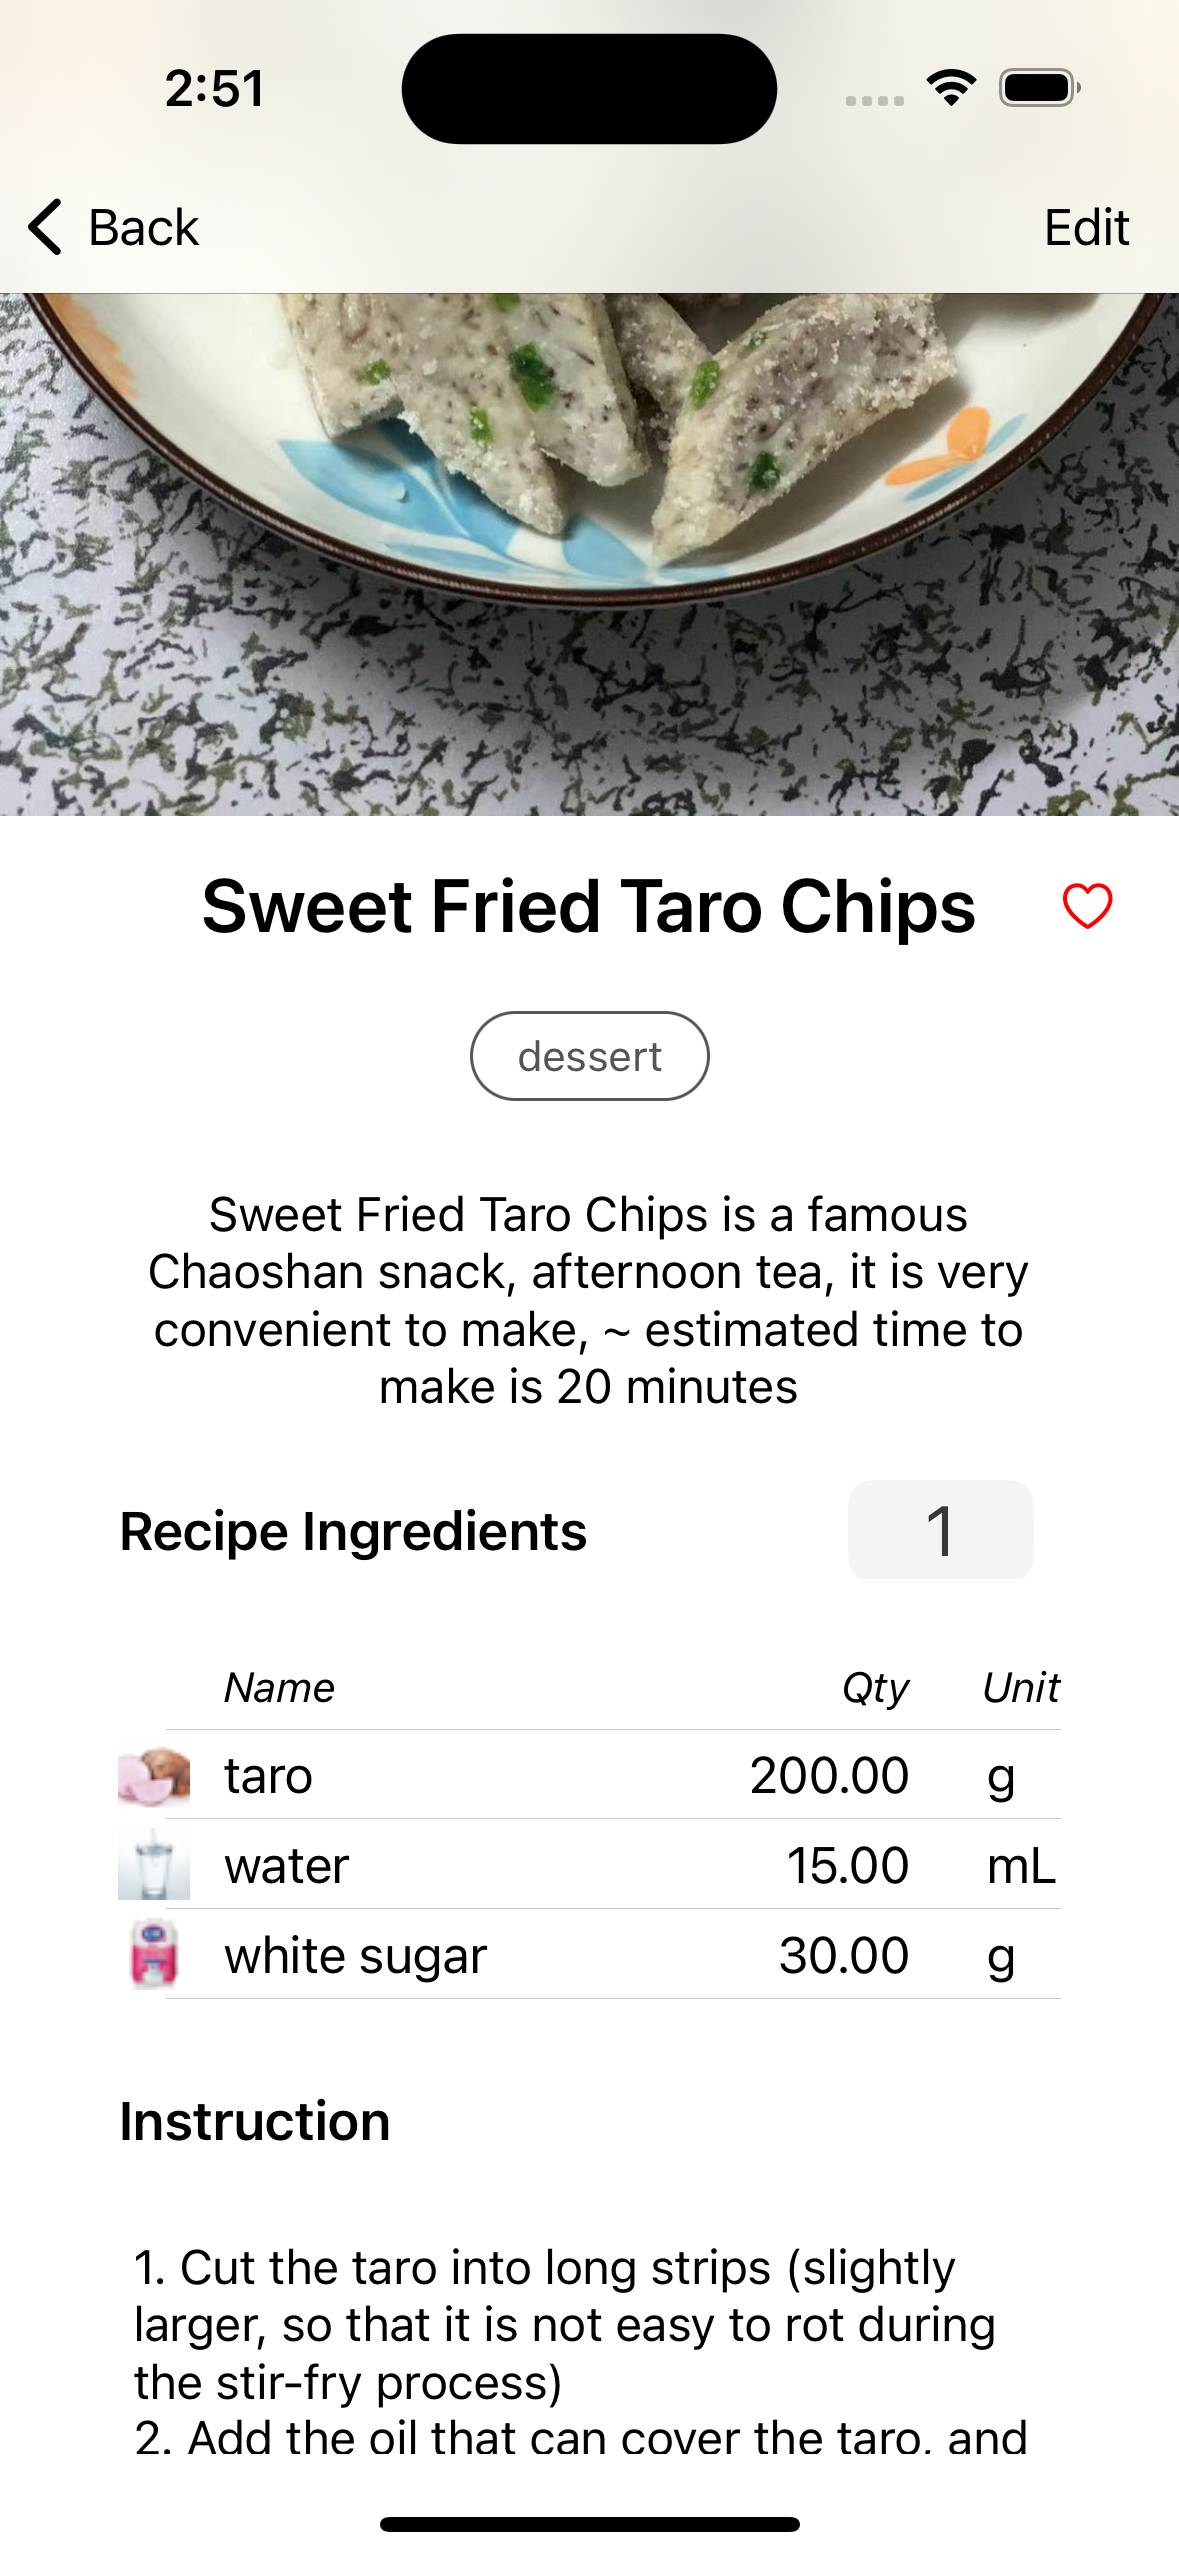 2:51
Back
Edit
Sweet Fried Taro Chips
dessert
Sweet Fried Taro Chips is a famous
Chaoshan snack, afternoon tea, it is very
convenient to make, ~ estimated time to
make is 20 minutes
Recipe Ingredients
1
Name Qty Unit
taro 200.00 g
water 15.00 mL
white sugar 30.00 g
Instruction
1. Cut the taro into long strips (slightly
larger, so that it is not easy to rot during
the stir-fry process)
2. Add the oil that can cover the taro, and